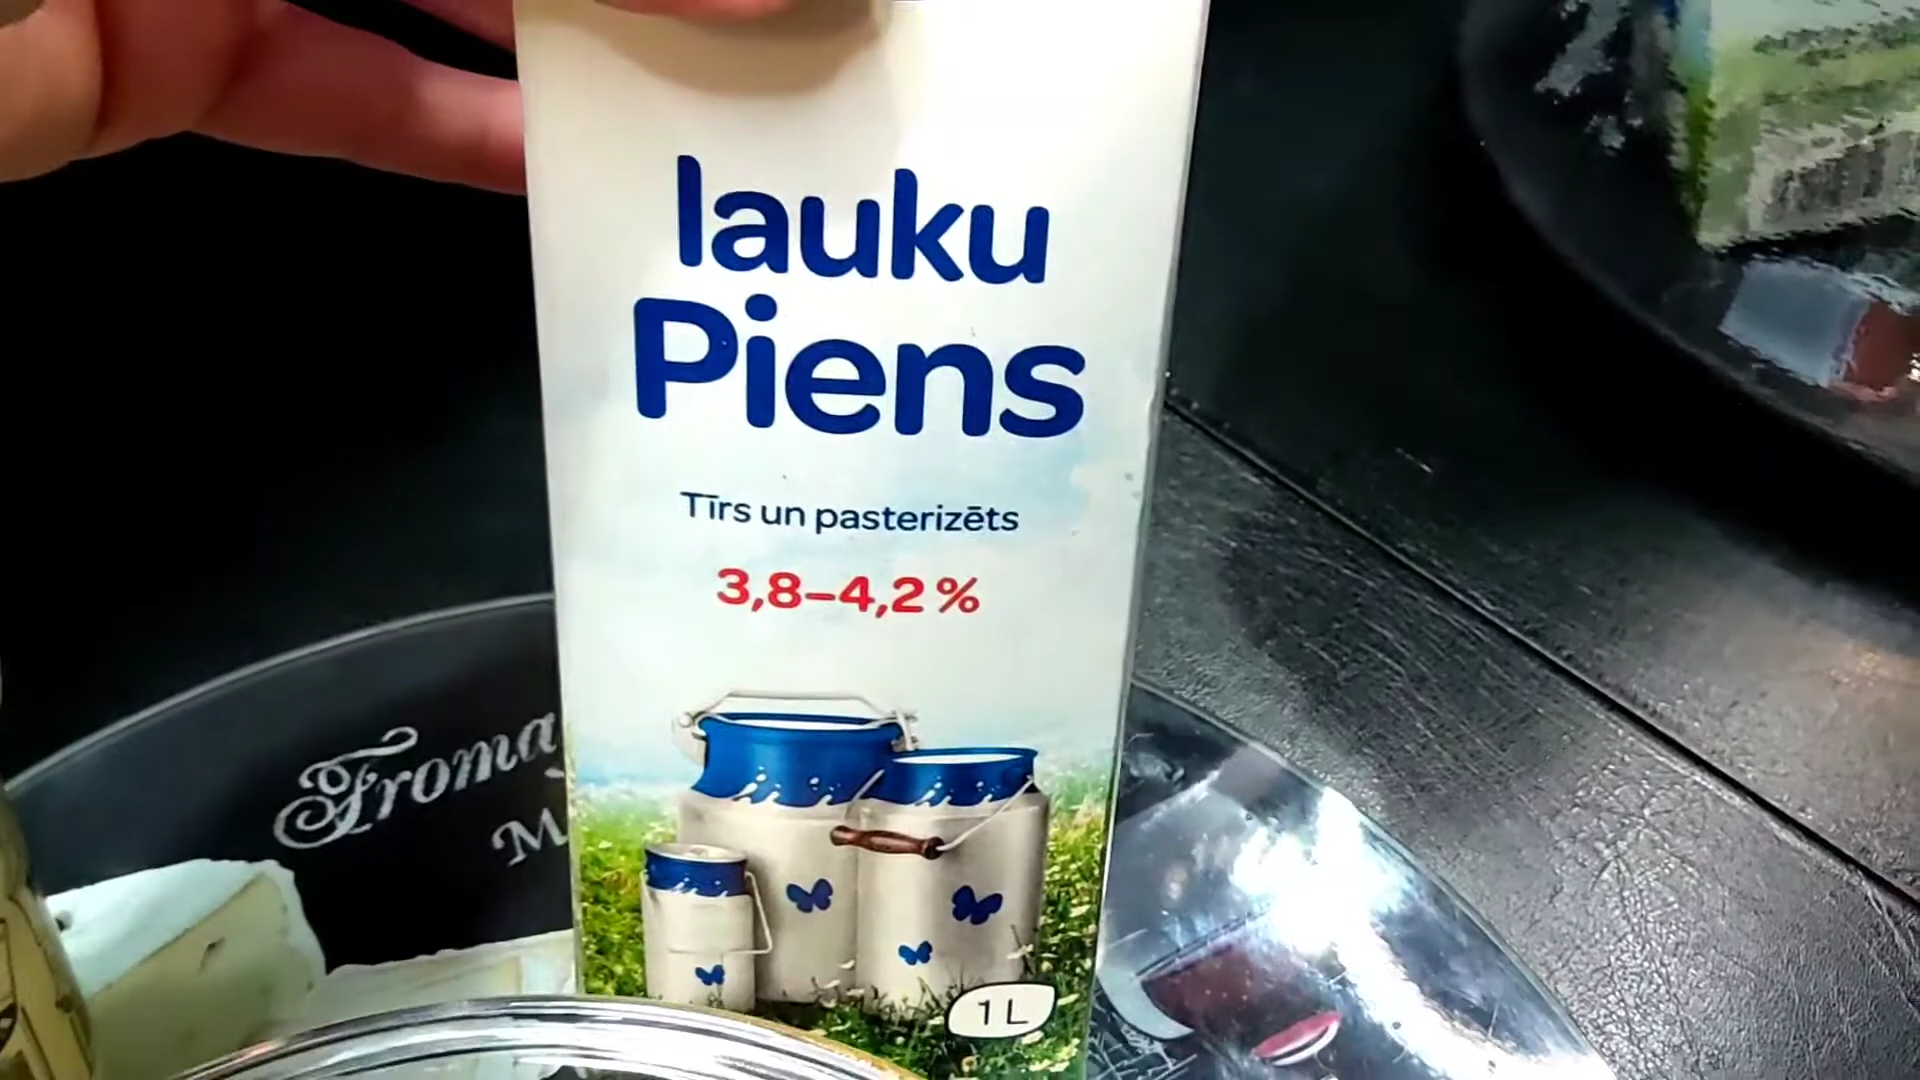 lauku
Piens
Tīrs un pasterizēts
3,8–4,2 %
1 L